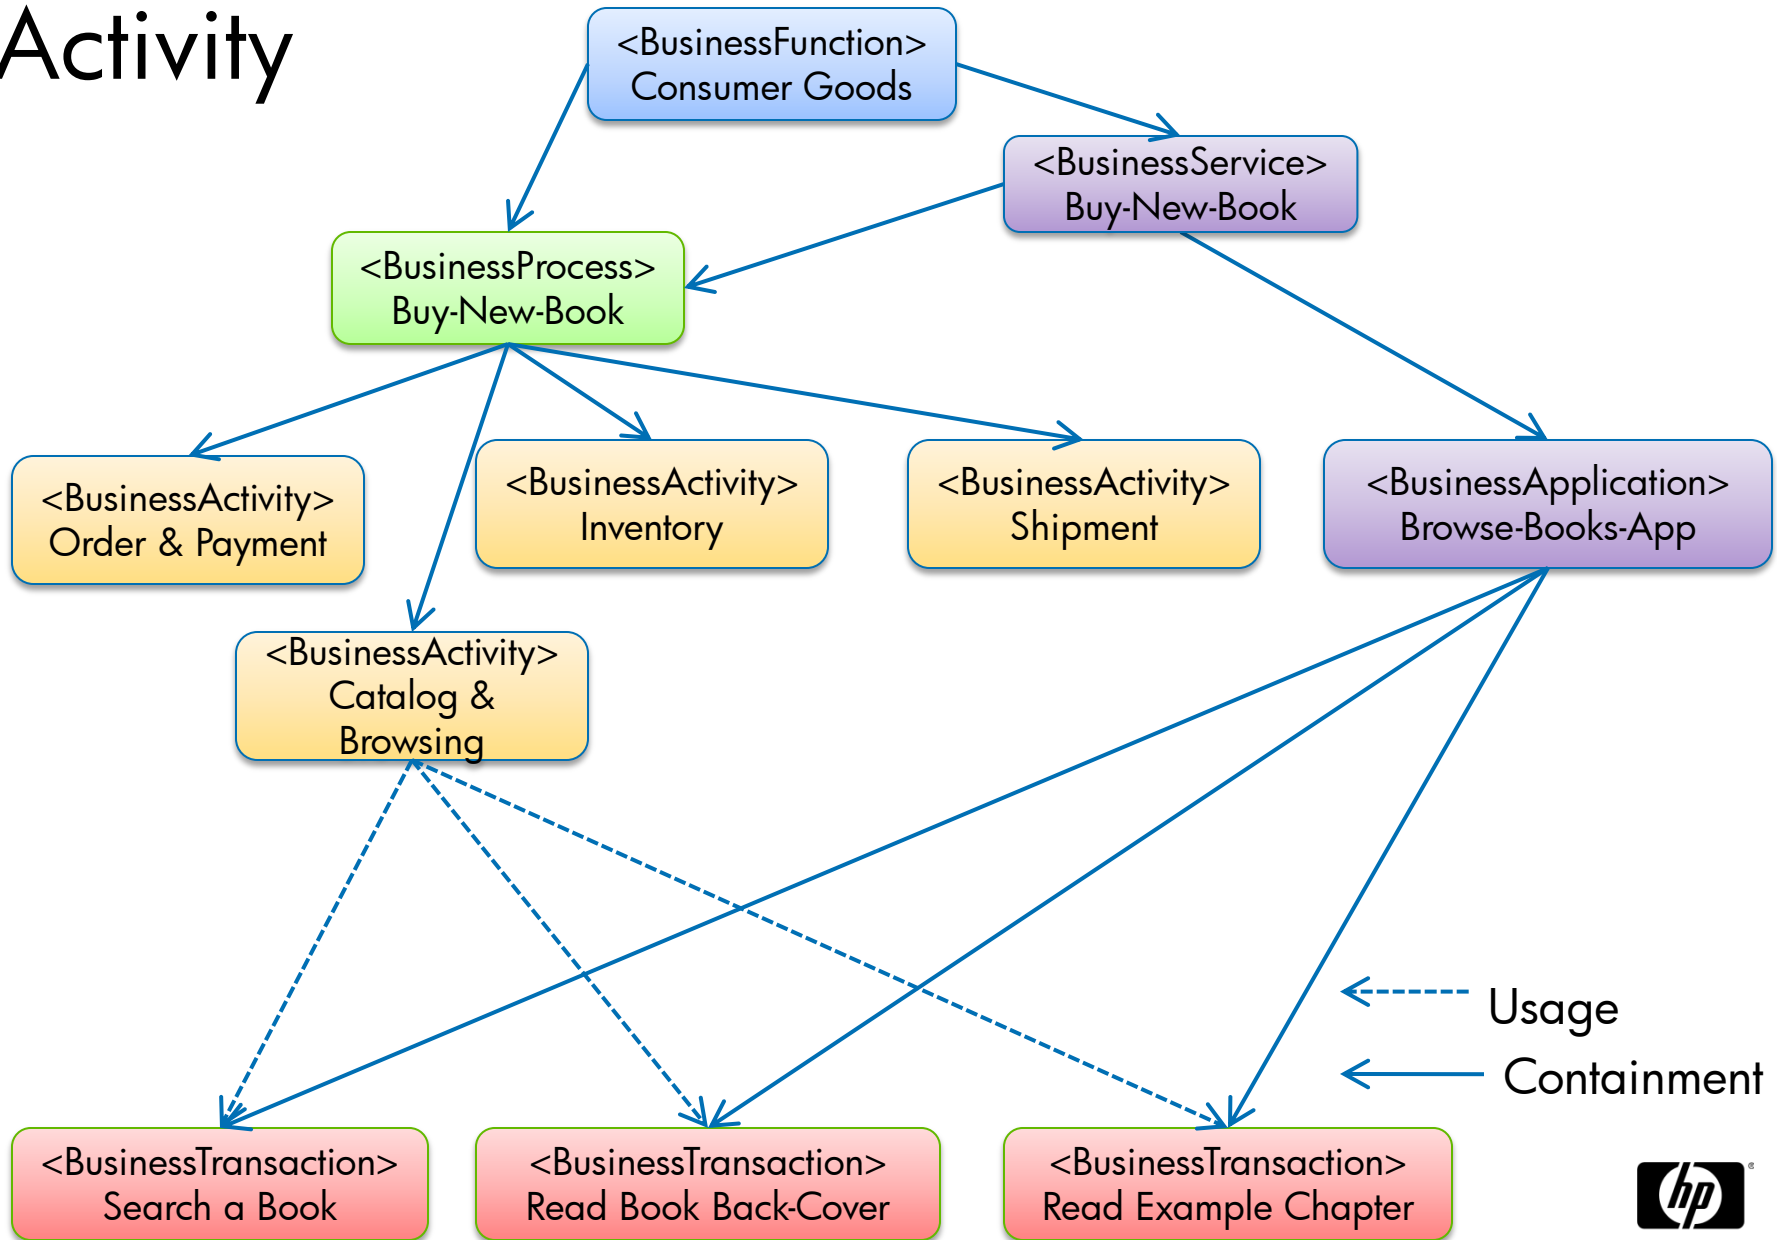 Activity
<BusinessFunction>
Consumer Goods
<BusinessService>
Buy-New-Book
<BusinessProcess>
Buy-New-Book
<BusinessActivity>
Order & Payment
<BusinessActivity>
Inventory
<BusinessActivity>
Shipment
<BusinessApplication>
Browse-Books-App
<BusinessActivity>
Catalog &
Browsing
Usage
Containment
<BusinessTransaction>
Search a Book
<BusinessTransaction>
Read Book Back-Cover
<BusinessTransaction>
Read Example Chapter
hp